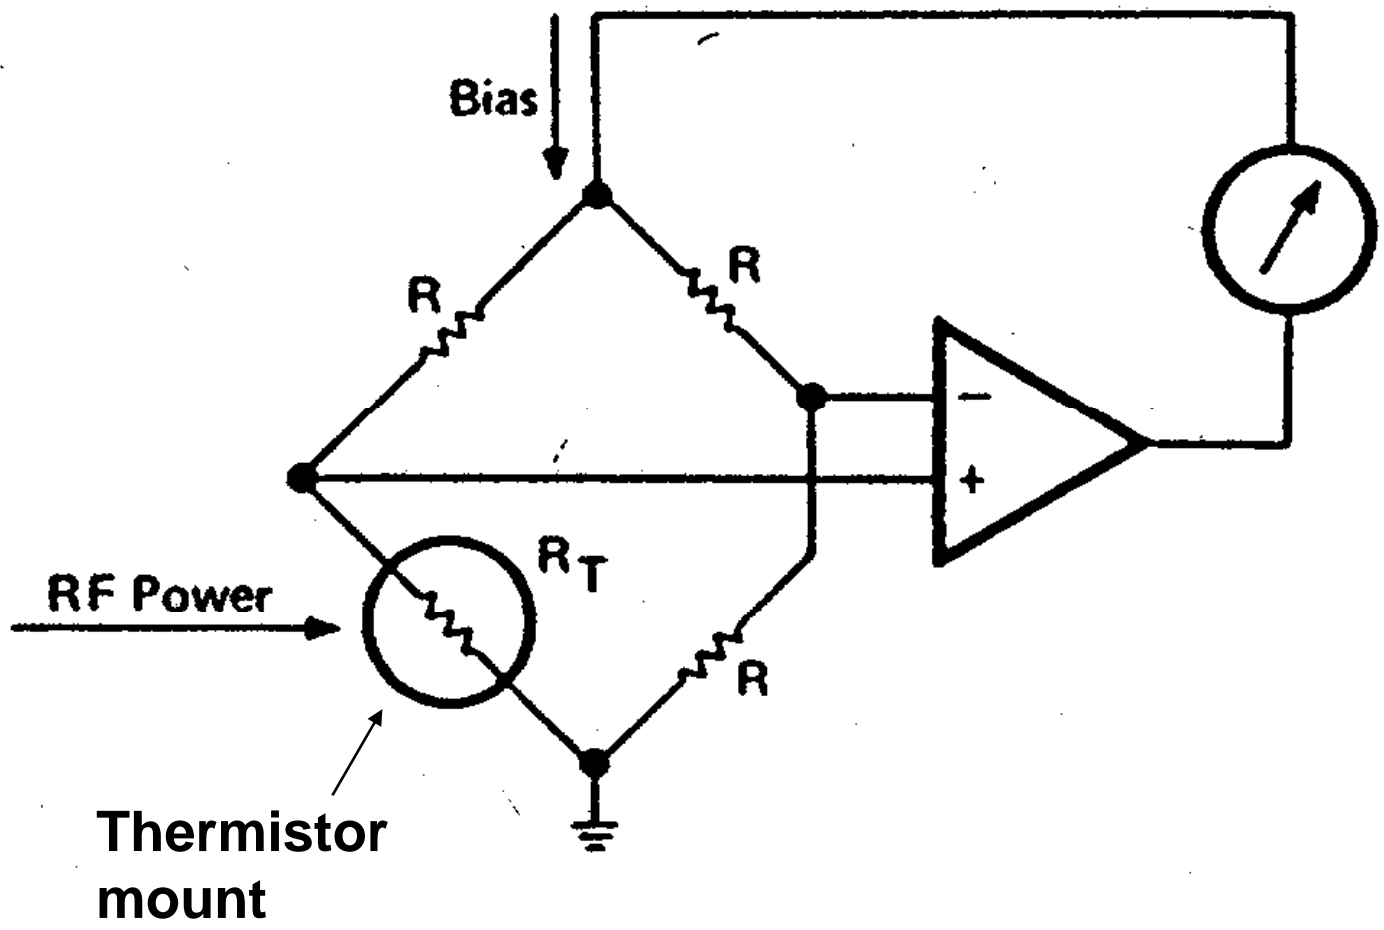 Bias
R
R
−
+
R T
RF Power
R
Thermistor
mount